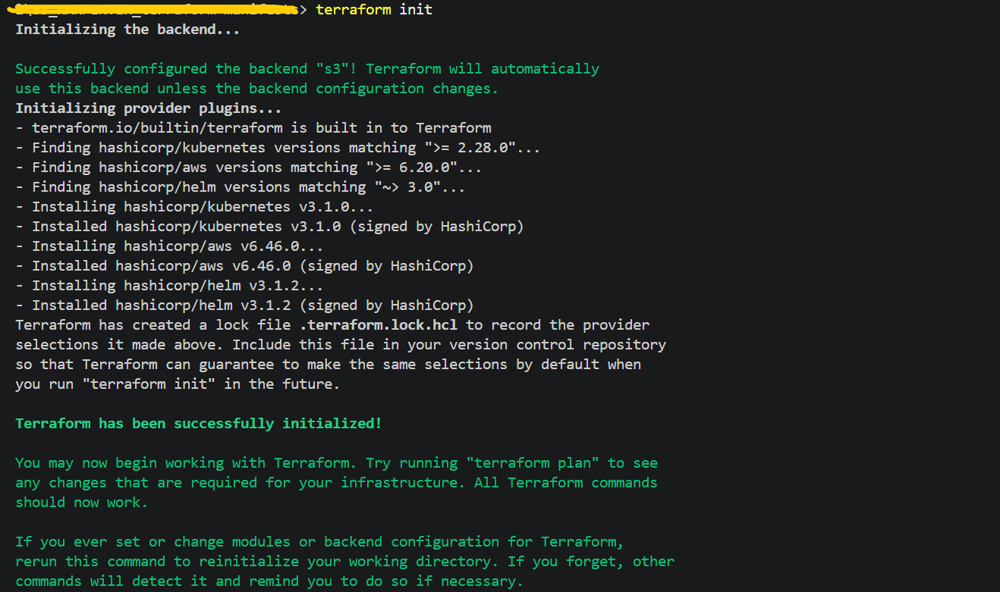 > terraform init
Initializing the backend...
Successfully configured the backend "s3"! Terraform will automatically
use this backend unless the backend configuration changes.
Initializing provider plugins...
- terraform.io/builtin/terraform is built in to Terraform
- Finding hashicorp/kubernetes versions matching ">= 2.28.0"...
- Finding hashicorp/aws versions matching ">= 6.20.0"...
- Finding hashicorp/helm versions matching "~> 3.0"...
- Installing hashicorp/kubernetes v3.1.0...
- Installed hashicorp/kubernetes v3.1.0 (signed by HashiCorp)
- Installing hashicorp/aws v6.46.0...
- Installed hashicorp/aws v6.46.0 (signed by HashiCorp)
- Installing hashicorp/helm v3.1.2...
- Installed hashicorp/helm v3.1.2 (signed by HashiCorp)
Terraform has created a lock file .terraform.lock.hcl to record the provider
selections it made above. Include this file in your version control repository
so that Terraform can guarantee to make the same selections by default when
you run "terraform init" in the future.
Terraform has been successfully initialized!
You may now begin working with Terraform. Try running "terraform plan" to see
any changes that are required for your infrastructure. All Terraform commands
should now work.
If you ever set or change modules or backend configuration for Terraform,
rerun this command to reinitialize your working directory. If you forget, other
commands will detect it and remind you to do so if necessary.